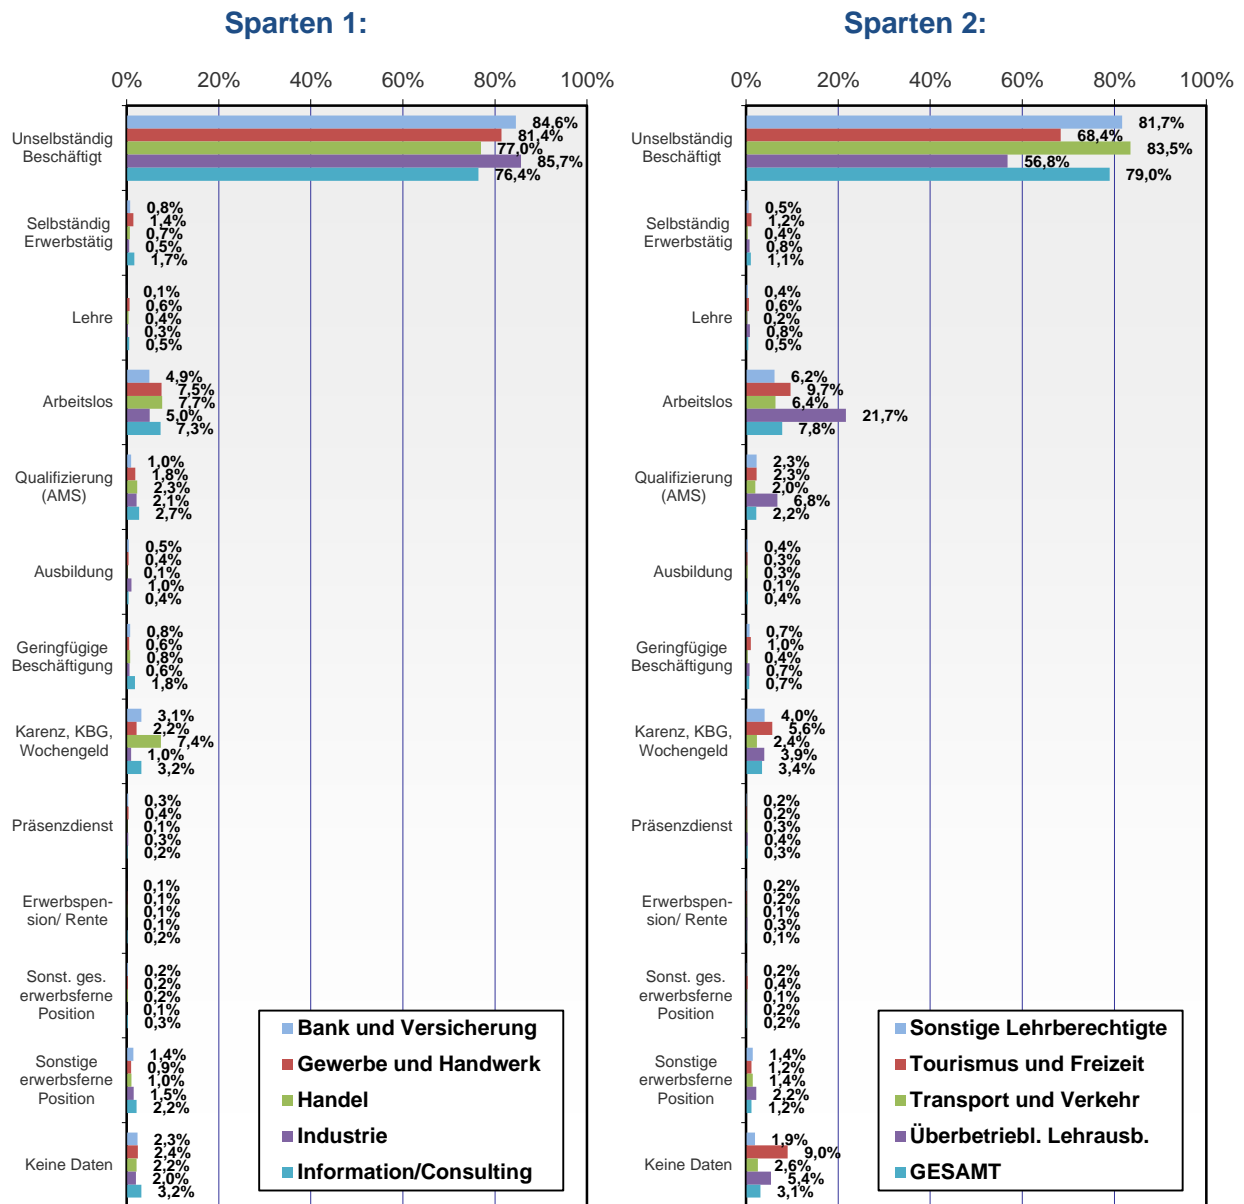 Sparten 1:
0% 20% 40% 60% 80% 100%
Unselbständig
Beschäftigt
84,6%
81,4%
77,0%
85,7%
76,4%
Selbständig
Erwerbstätig
0,8%
1,4%
0,7%
0,5%
1,7%
Lehre
0,1%
0,6%
0,4%
0,3%
0,5%
Arbeitslos
4,9%
7,5%
7,7%
5,0%
7,3%
Qualifizierung
(AMS)
1,0%
1,8%
2,3%
2,1%
2,7%
Ausbildung
0,5%
0,4%
0,1%
1,0%
0,4%
Geringfügige
Beschäftigung
0,8%
0,6%
0,8%
0,6%
1,8%
Karenz, KBG,
Wochengeld
3,1%
2,2%
7,4%
1,0%
3,2%
Präsenzdienst
0,3%
0,4%
0,1%
0,3%
0,2%
Erwerbspen-
sion/ Rente
0,1%
0,1%
0,1%
0,1%
0,2%
Sonst. ges.
erwerbsferne
Position
0,2%
0,2%
0,2%
0,1%
0,3%
Sonstige
erwerbsferne
Position
1,4%
0,9%
1,0%
1,5%
2,2%
Keine Daten
2,3%
2,4%
2,2%
2,0%
3,2%
Bank und Versicherung
Gewerbe und Handwerk
Handel
Industrie
Information/Consulting
Sparten 2:
0% 20% 40% 60% 80% 100%
Unselbständig
Beschäftigt
81,7%
68,4%
83,5%
56,8%
79,0%
Selbständig
Erwerbstätig
0,5%
1,2%
0,4%
0,8%
1,1%
Lehre
0,4%
0,6%
0,2%
0,8%
0,5%
Arbeitslos
6,2%
9,7%
6,4%
21,7%
7,8%
Qualifizierung
(AMS)
2,3%
2,3%
2,0%
6,8%
2,2%
Ausbildung
0,4%
0,3%
0,3%
0,1%
0,4%
Geringfügige
Beschäftigung
0,7%
1,0%
0,4%
0,7%
0,7%
Karenz, KBG,
Wochengeld
4,0%
5,6%
2,4%
3,9%
3,4%
Präsenzdienst
0,2%
0,2%
0,3%
0,4%
0,3%
Erwerbspen-
sion/ Rente
0,2%
0,2%
0,1%
0,3%
0,1%
Sonst. ges.
erwerbsferne
Position
0,2%
0,4%
0,1%
0,2%
0,2%
Sonstige
erwerbsferne
Position
1,4%
1,2%
1,4%
2,2%
1,2%
Keine Daten
1,9%
9,0%
2,6%
5,4%
3,1%
Sonstige Lehrberechtigte
Tourismus und Freizeit
Transport und Verkehr
Überbetriebl. Lehrausb.
GESAMT